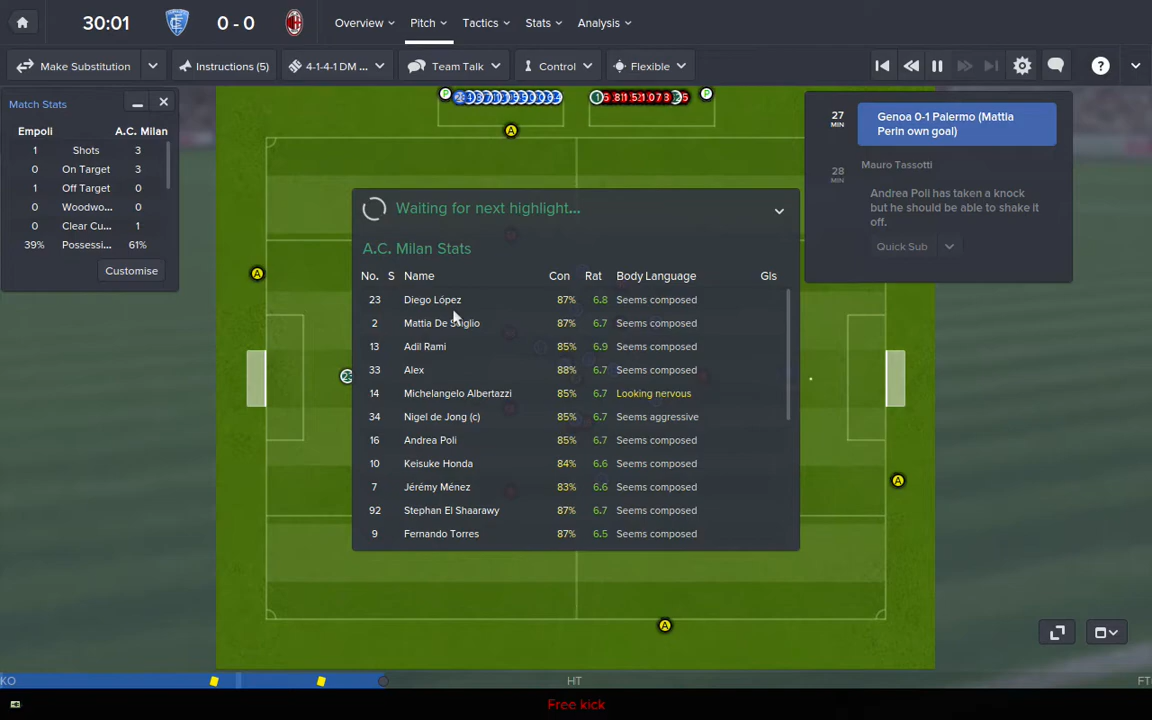 30:01 0 - 0 Overview Pitch Tactics Stats Analysis
Make Substitution Instructions (5) 4-1-4-1 DM ... Team Talk Control Flexible ?
Match Stats
Empoli A.C. Milan
1 Shots 3
0 On Target 3
1 Off Target 0
0 Woodwo... 0
0 Clear Cu... 1
39% Possessi... 61%
Customise
P P
A
A
A
A
Waiting for next highlight...
A.C. Milan Stats
No. S Name Con Rat Body Language Gls
23 Diego López 87% 6.8 Seems composed
2 Mattia De Sciglio 87% 6.7 Seems composed
13 Adil Rami 85% 6.9 Seems composed
33 Alex 88% 6.7 Seems composed
14 Michelangelo Albertazzi 85% 6.7 Looking nervous
34 Nigel de Jong (c) 85% 6.7 Seems aggressive
16 Andrea Poli 85% 6.7 Seems composed
10 Keisuke Honda 84% 6.6 Seems composed
7 Jérémy Ménez 83% 6.6 Seems composed
92 Stephan El Shaarawy 87% 6.7 Seems composed
9 Fernando Torres 87% 6.5 Seems composed
27
MIN
Genoa 0-1 Palermo (Mattia
Perin own goal)
28
MIN
Mauro Tassotti
Andrea Poli has taken a knock
but he should be able to shake it
off.
Quick Sub
KO HT FT
Free kick